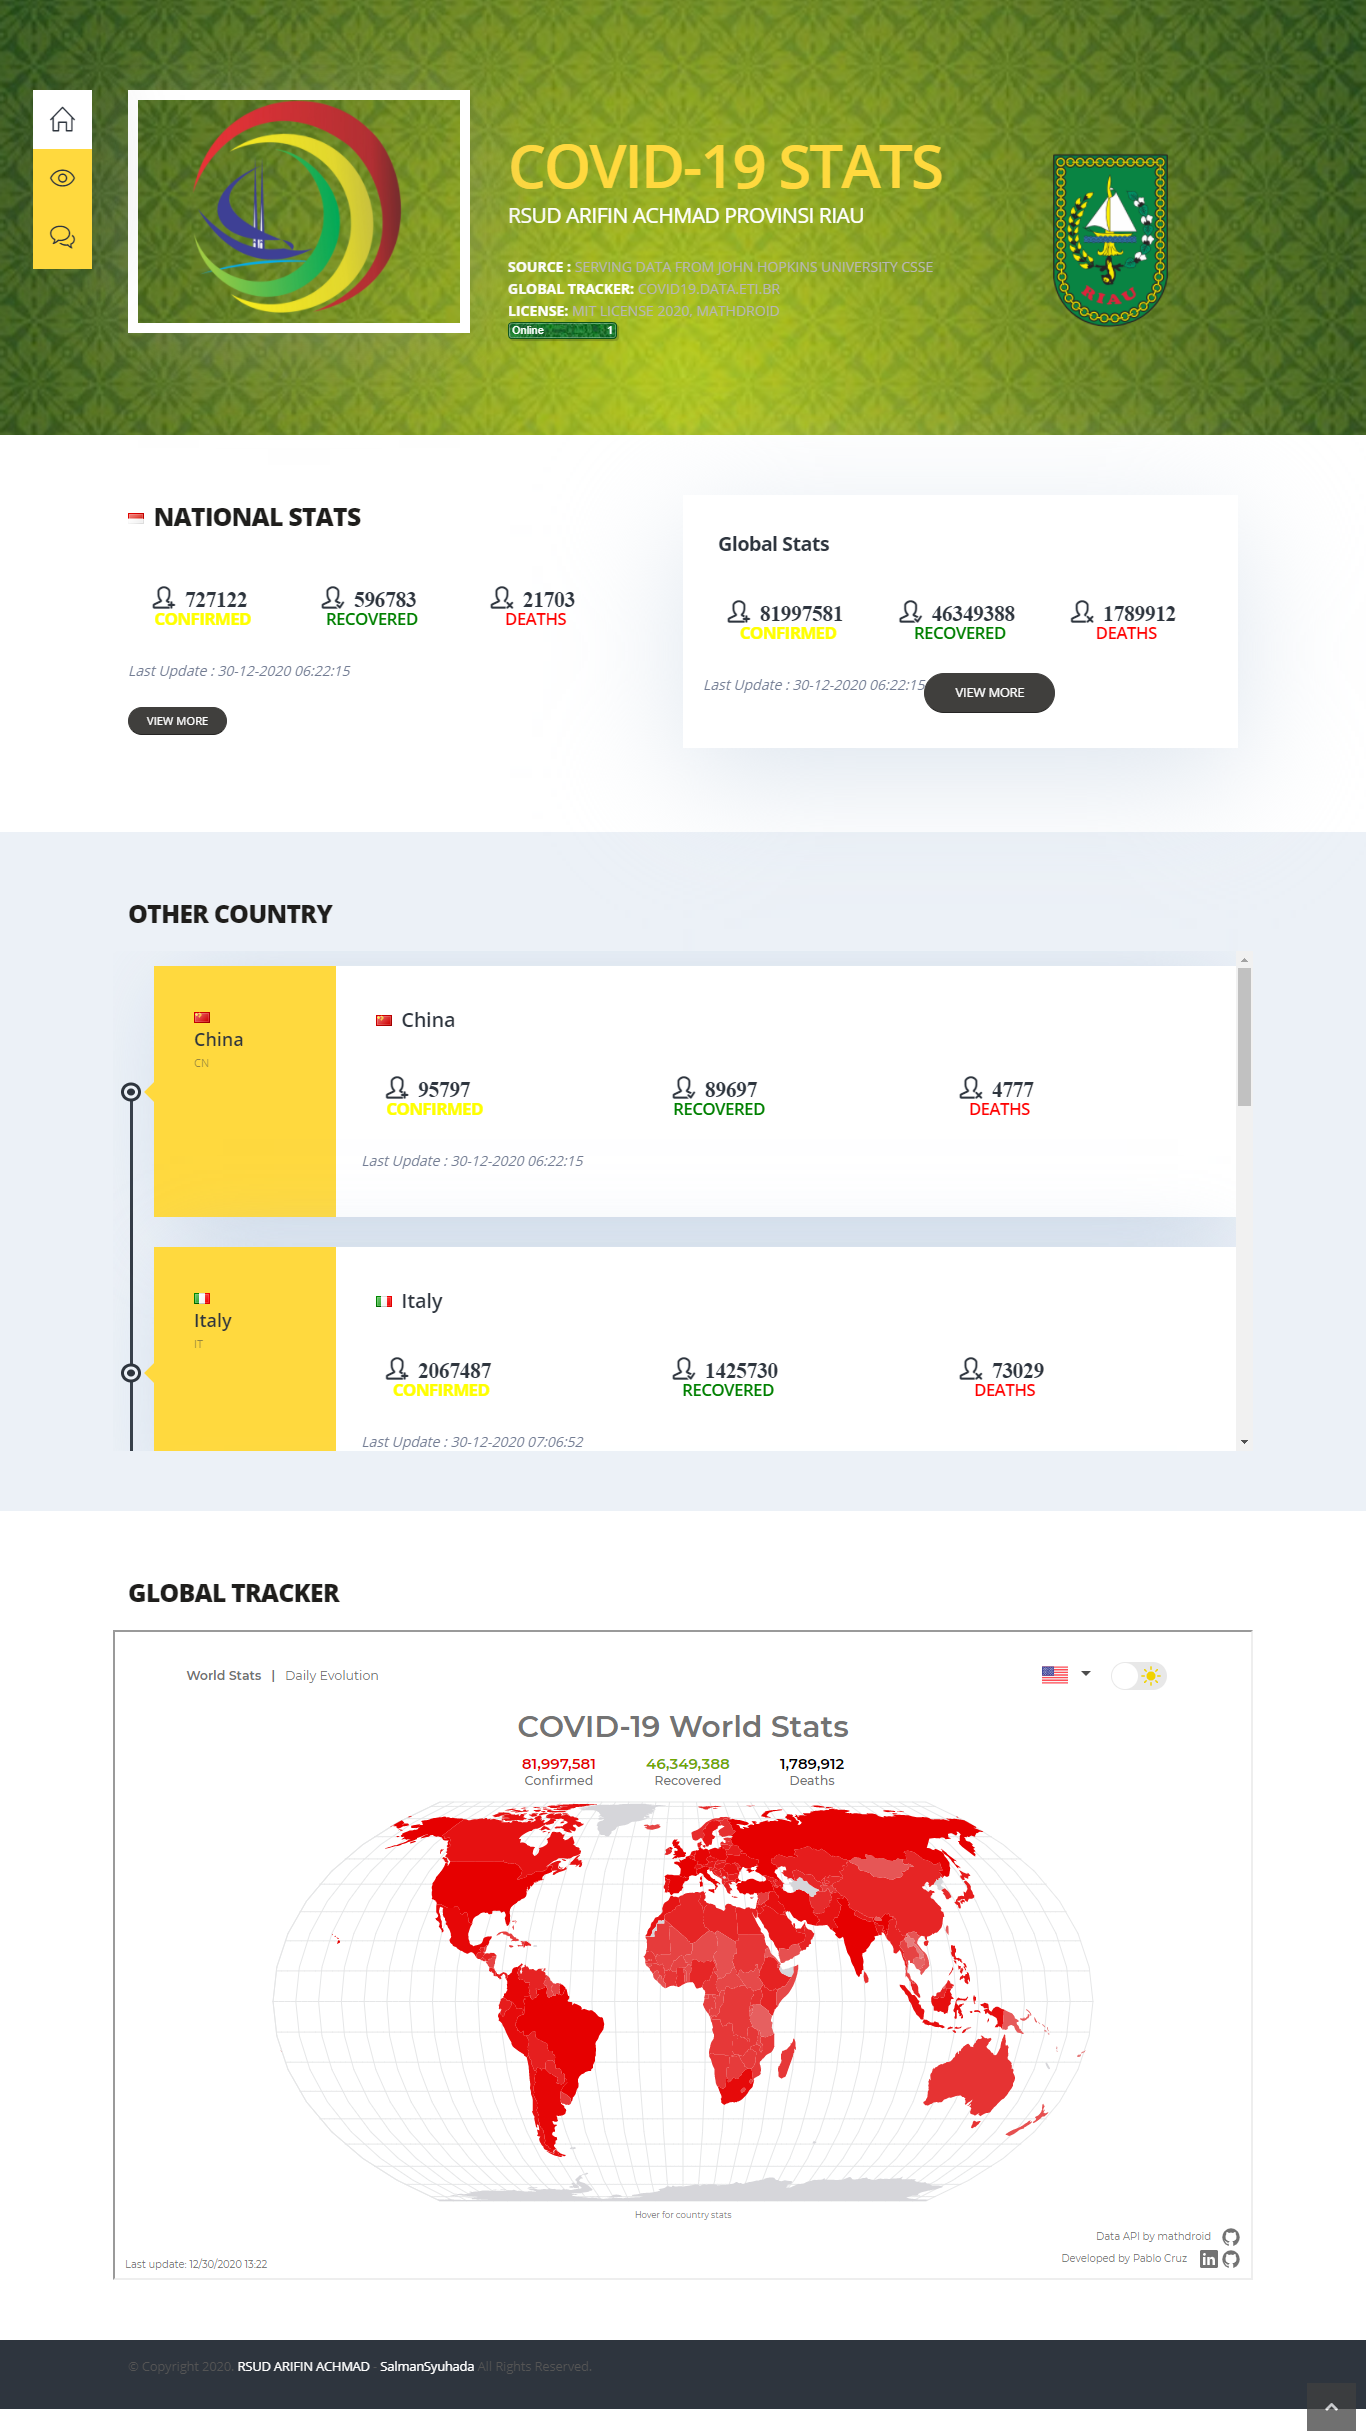 COVID-19 STATS
RSUD ARIFIN ACHMAD PROVINSI RIAU
SOURCE : SERVING DATA FROM JOHN HOPKINS UNIVERSITY CSSE
GLOBAL TRACKER: COVID19.DATA.ETI.BR
LICENSE: MIT LICENSE 2020, MATHDROID
Online 1
RIAU
NATIONAL STATS
727122 596783 21703
CONFIRMED RECOVERED DEATHS
Last Update : 30-12-2020 06:22:15
VIEW MORE
Global Stats
81997581 46349388 1789912
CONFIRMED RECOVERED DEATHS
Last Update : 30-12-2020 06:22:15
VIEW MORE
OTHER COUNTRY
China
CN
China
95797 89697 4777
CONFIRMED RECOVERED DEATHS
Last Update : 30-12-2020 06:22:15
Italy
IT
Italy
2067487 1425730 73029
CONFIRMED RECOVERED DEATHS
Last Update : 30-12-2020 07:06:52
GLOBAL TRACKER
World Stats | Daily Evolution
COVID-19 World Stats
81,997,581 46,349,388 1,789,912
Confirmed Recovered Deaths
Hover for country stats
Data API by mathdroid
Developed by Pablo Cruz
Last update: 12/30/2020 13:22
© Copyright 2020. RSUD ARIFIN ACHMAD - SalmanSyuhada All Rights Reserved.